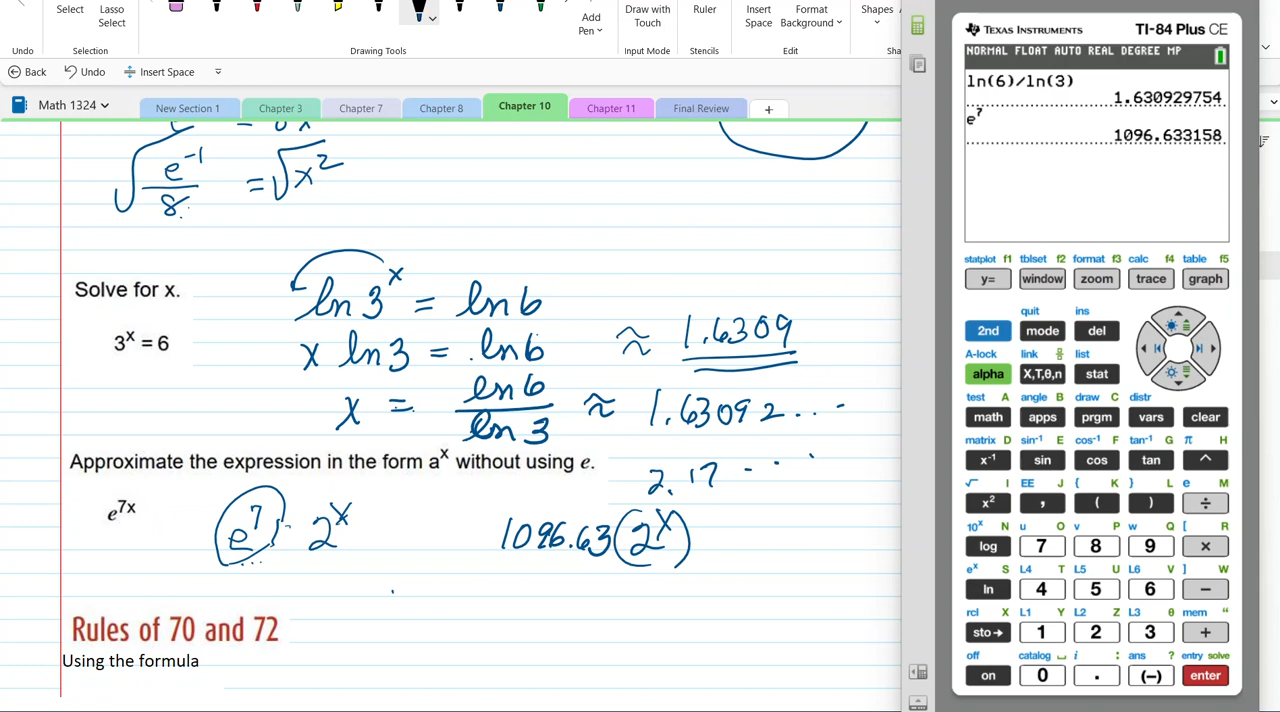 Select
Lasso Select
Add Pen
Draw with Touch
Ruler
Insert Space
Format Background
Shapes
Undo
Selection
Drawing Tools
Input Mode
Stencils
Edit
Sha
Back
Undo
Insert Space
Math 1324
New Section 1
Chapter 3
Chapter 7
Chapter 8
Chapter 10
Chapter 11
Final Review
+
√(e⁻¹/8) = √x²
Solve for x.
3ˣ = 6
ln 3ˣ = ln 6
x ln 3 = ln 6 ≈ 1.6309
x = ln 6 / ln 3 ≈ 1.63092...
Approximate the expression in the form aˣ without using e.
2.17...
e⁷ˣ
e⁷ · 2ˣ
1096.63(2ˣ)
Rules of 70 and 72
Using the formula
TEXAS INSTRUMENTS TI-84 Plus CE
NORMAL FLOAT AUTO REAL DEGREE MP
ln(6)/ln(3)
1.630929754
e⁷
1096.633158
statplot f1 tblset f2 format f3 calc f4 table f5
y= window zoom trace graph
quit ins
2nd mode del
A-lock link list
alpha X,T,θ,n stat
test A angle B draw C distr
math apps prgm vars clear
matrix D sin⁻¹ E cos⁻¹ F tan⁻¹ G π H
x⁻¹ sin cos tan ^
√ I EE J { K } L e M
x² , ( ) ÷
10ˣ N u O v P w Q [ R
log 7 8 9 ×
eˣ S L4 T L5 U L6 V ] W
ln 4 5 6 −
rcl X L1 Y L2 Z L3 θ mem "
sto→ 1 2 3 +
off catalog i : ans ? entry solve
on 0 . (−) enter